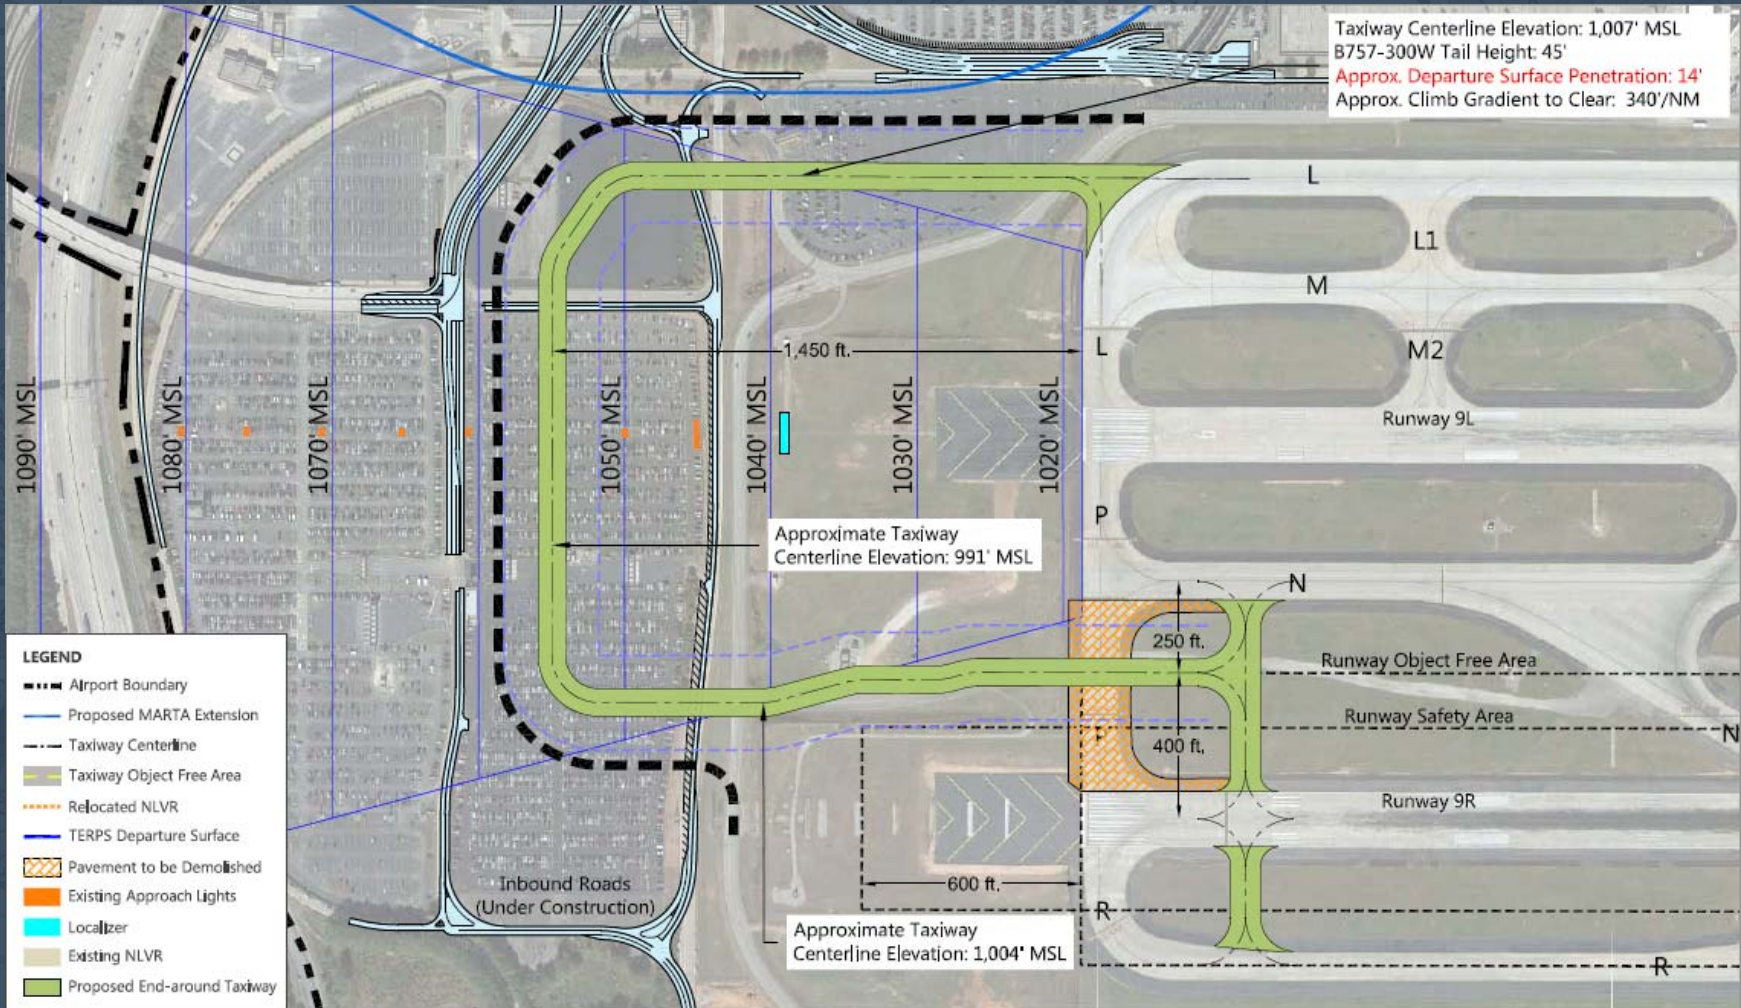 Taxiway Centerline Elevation: 1,007' MSL
B757-300W Tail Height: 45'
Approx. Departure Surface Penetration: 14'
Approx. Climb Gradient to Clear: 340'/NM
L
L1
M
L
M2
1,450 ft.
1090' MSL
1080' MSL
1070' MSL
1050' MSL
1040' MSL
1030' MSL
1020' MSL
Runway 9L
P
Approximate Taxiway
Centerline Elevation: 991' MSL
N
250 ft.
Runway Object Free Area
Runway Safety Area
N
400 ft.
Runway 9R
600 ft.
Inbound Roads
(Under Construction)
R
Approximate Taxiway
Centerline Elevation: 1,004' MSL
R
LEGEND
Airport Boundary
Proposed MARTA Extension
Taxiway Centerline
Taxiway Object Free Area
Relocated NLVR
TERPS Departure Surface
Pavement to be Demolished
Existing Approach Lights
Localizer
Existing NLVR
Proposed End-around Taxiway